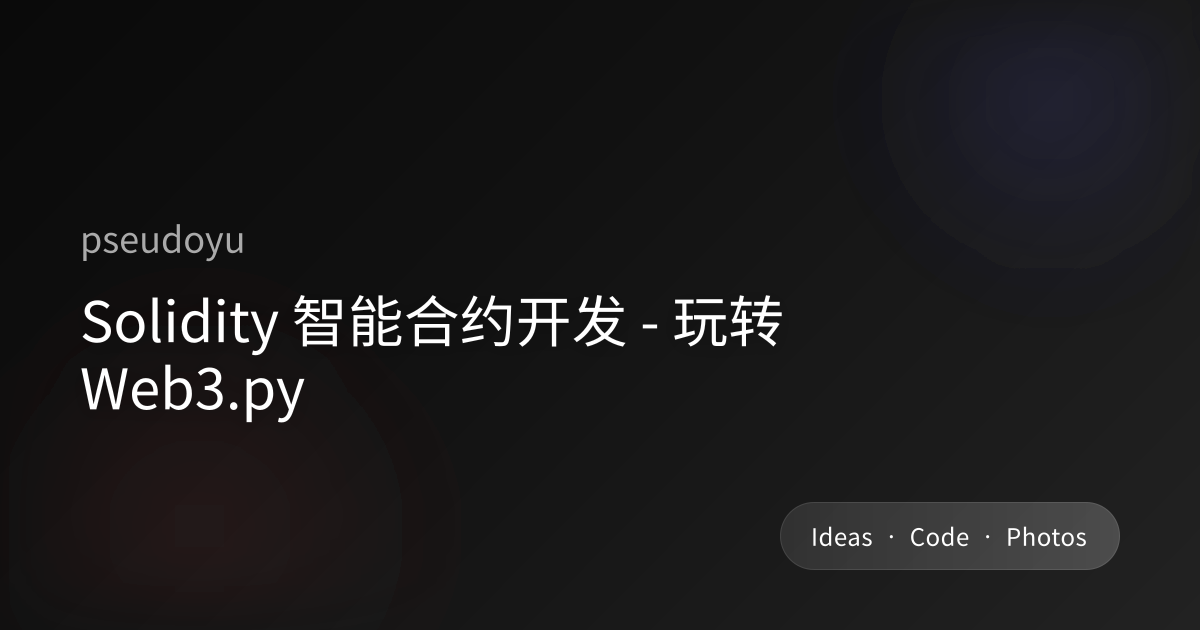 pseudoyu
Solidity 智能合约开发 - 玩转
Web3.py
Ideas · Code · Photos